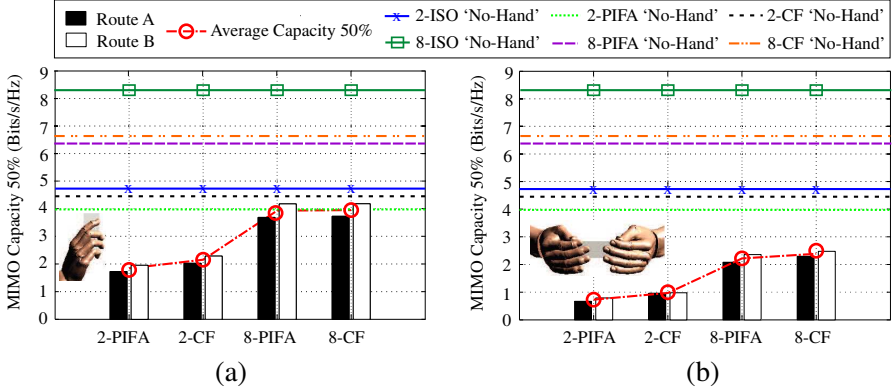 Route A
Route B
Average Capacity 50%
2-ISO 'No-Hand'
8-ISO 'No-Hand'
2-PIFA 'No-Hand'
8-PIFA 'No-Hand'
2-CF 'No-Hand'
8-CF 'No-Hand'
MIMO Capacity 50% (Bits/s/Hz)
9
8
7
6
5
4
3
2
1
0
2-PIFA 2-CF 8-PIFA 8-CF
(a)
MIMO Capacity 50% (Bits/s/Hz)
9
8
7
6
5
4
3
2
1
0
2-PIFA 2-CF 8-PIFA 8-CF
(b)